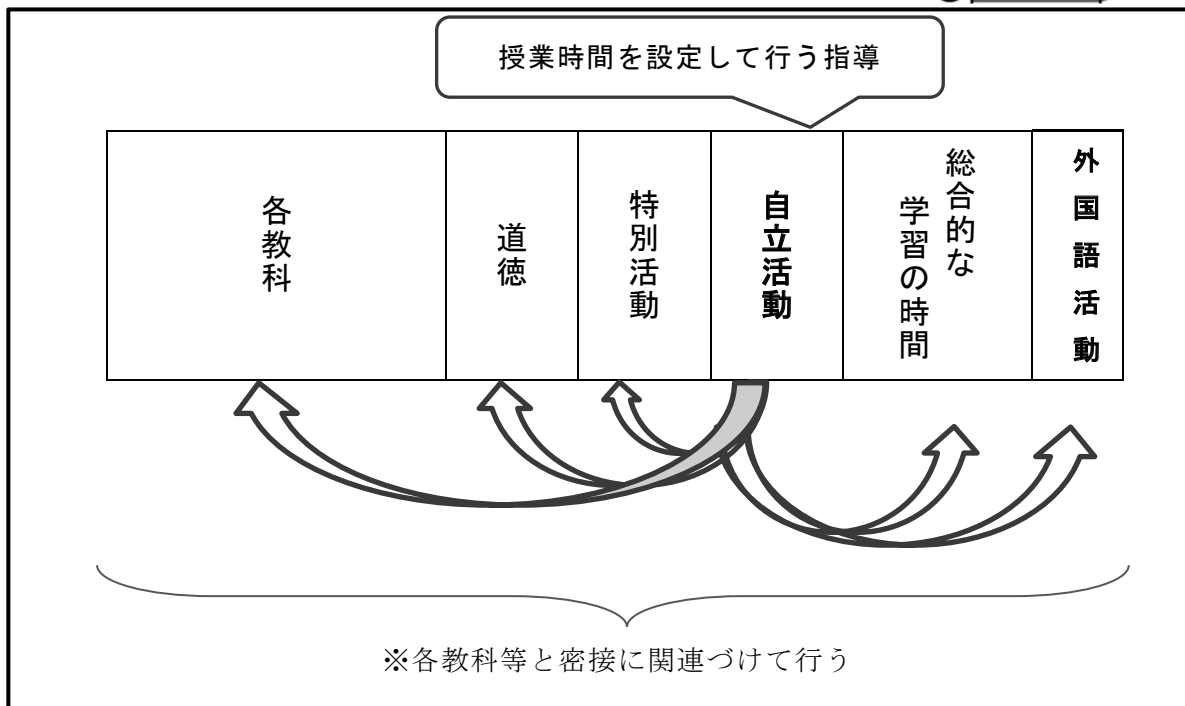 授業時間を設定して行う指導
各教科
道徳
特別活動
自立活動
総合的な
学習の時間
外国語活動
※各教科等と密接に関連づけて行う